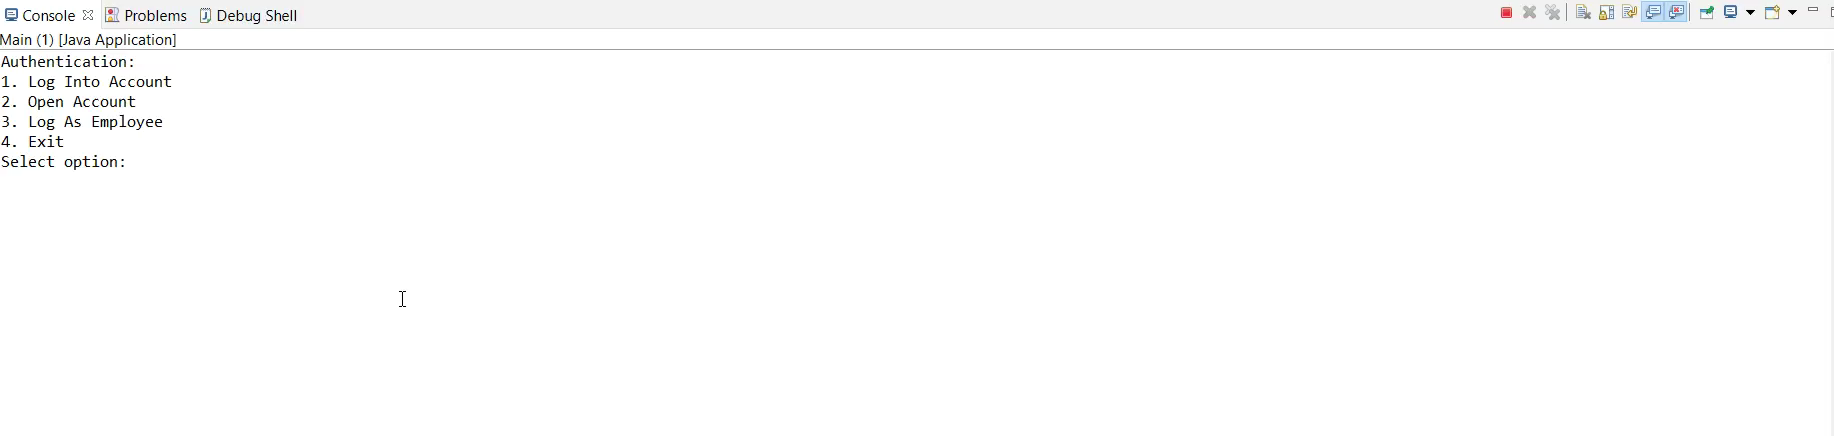 Console Problems Debug Shell
Main (1) [Java Application]
Authentication:
1. Log Into Account
2. Open Account
3. Log As Employee
4. Exit
Select option: